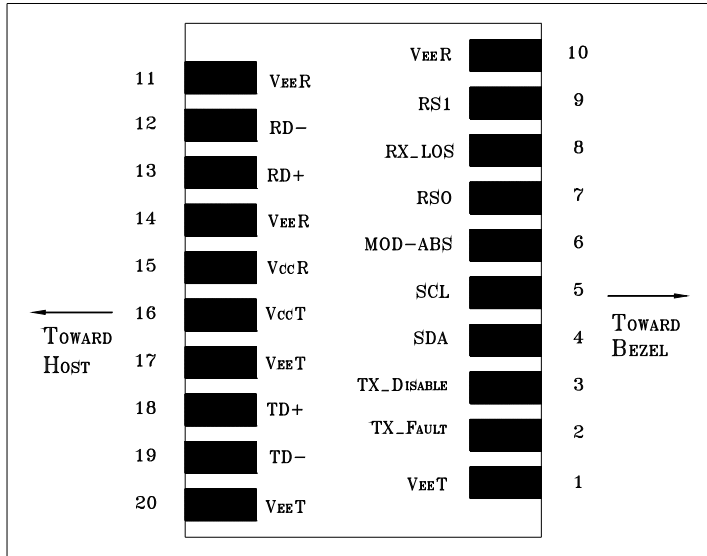 VEER 10
11 VEER
RS1 9
12 RD-
RX_LOS 8
13 RD+
RS0 7
14 VEER
MOD-ABS 6
15 VCCR
SCL 5
16 VCCT
TOWARD
HOST
TOWARD
BEZEL
SDA 4
17 VEET
TX_DISABLE 3
18 TD+
TX_FAULT 2
19 TD-
VEET 1
20 VEET